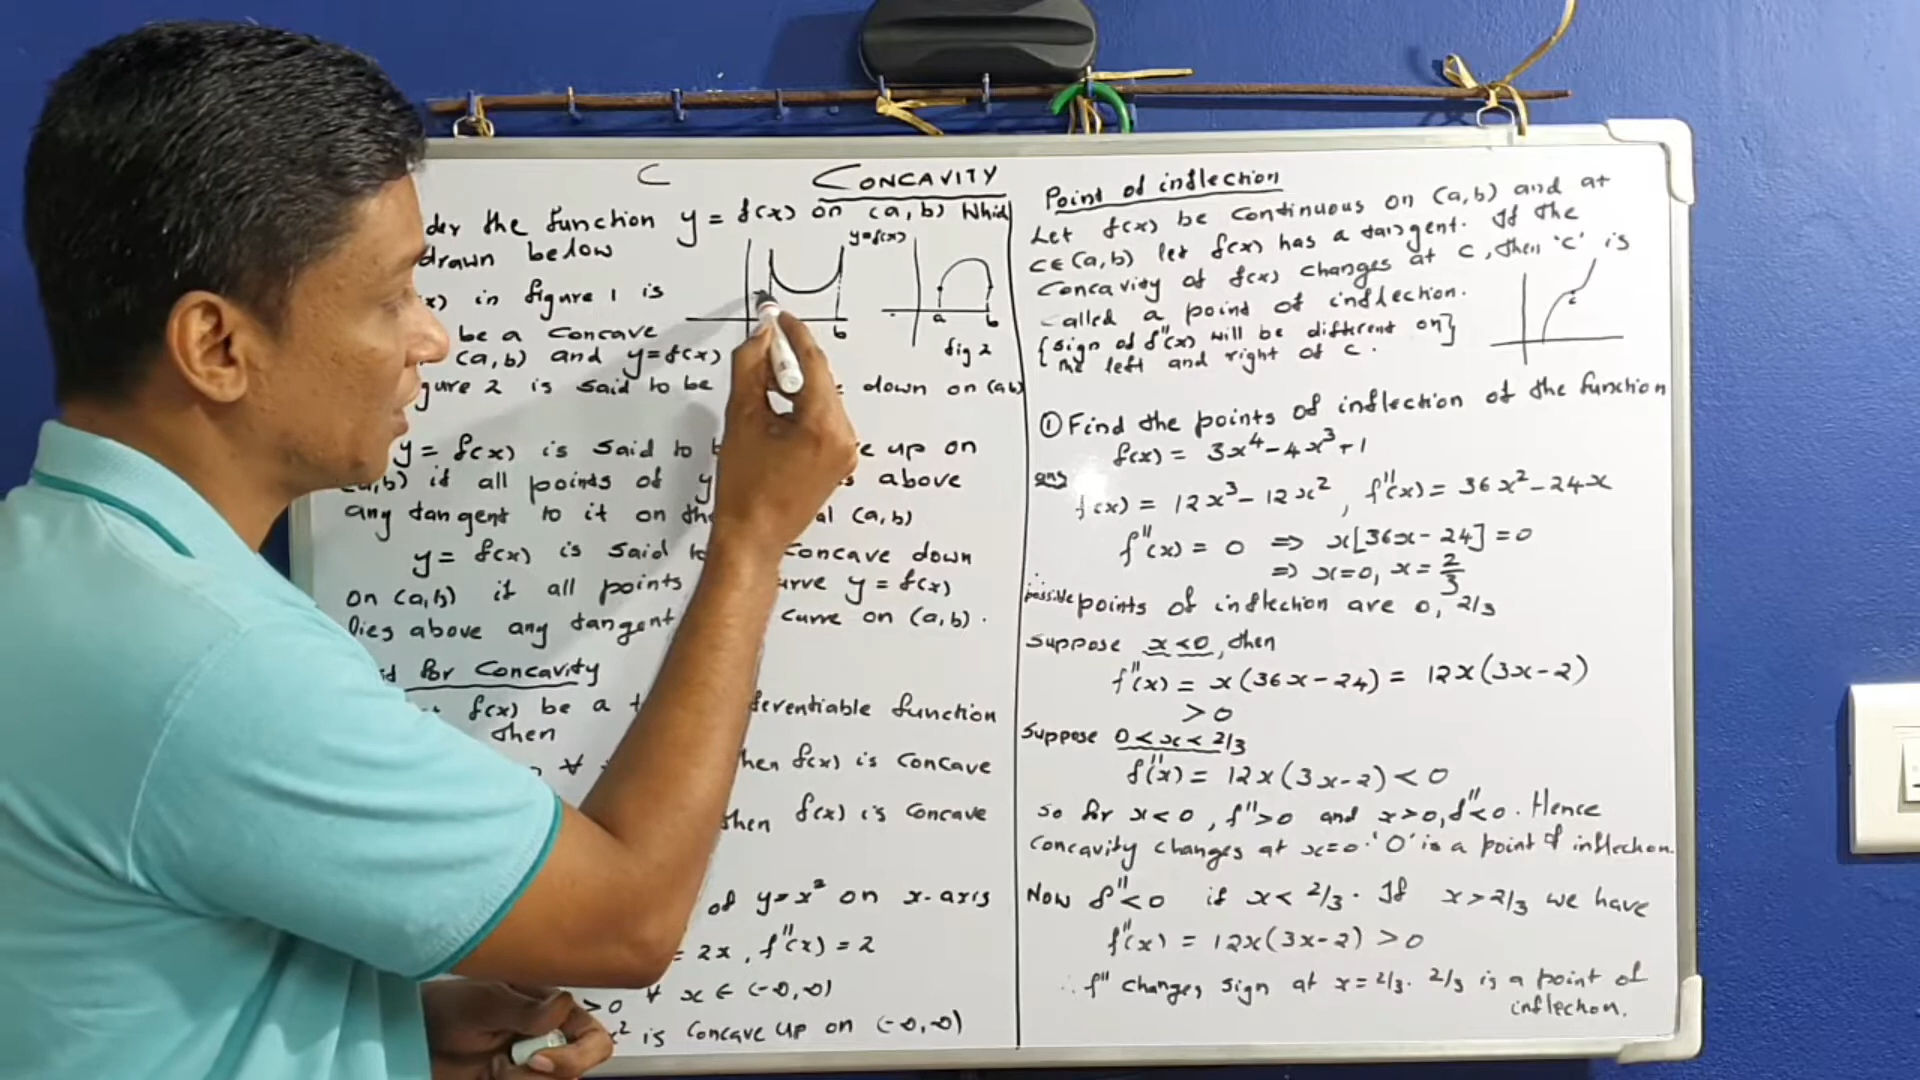 C CONCAVITY
der the function y = f(x) on (a, b) Which
drawn below
y=f(x)
x) in figure 1 is
be a Concave
b
a b
fig 2
(a, b) and y=f(x)
gure 2 is said to be down on (a b)
y = f(x) is said to b e up on
a, b) if all points of y s above
any tangent to it on the al (a, b)
y = f(x) is said to Concave down
on (a, b) if all points urve y = f(x)
lies above any tangent curve on (a, b).
for Concavity
f(x) be a t ferentiable function
then
∀ hen f(x) is Concave
then f(x) is Concave
of y=x² on x-axis
= 2x, f''(x) = 2
>0 ∀ x ∈ (-∞, ∞)
x² is Concave up on (-∞, ∞)
Point of inflection
Let f(x) be continuous on (a, b) and at
C∈(a, b) let f(x) has a tangent. If the
Concavity of f(x) changes at C, then 'C' is
called a point of inflection.
{sign of f''(x) will be different on}
the left and right of C.
c
① Find the points of inflection of the function
f(x) = 3x⁴-4x³+1
ans
f'(x) = 12x³-12x², f''(x) = 36x²-24x
f''(x) = 0 ⇒ x[36x-24]=0
⇒ x=0, x= 2/3
∴ possible points of inflection are 0, 2/3
Suppose x<0, then
f''(x) = x(36x-24) = 12x(3x-2)
>0
Suppose 0<x<2/3
f''(x) = 12x(3x-2)<0
So for x<0, f''>0 and x>0, f''<0. Hence
Concavity changes at x=0. '0' is a point of inflection.
Now f''<0 if x<2/3. If x>2/3 we have
f''(x) = 12x(3x-2)>0
∴ f'' changes sign at x=2/3. 2/3 is a point of
inflection.